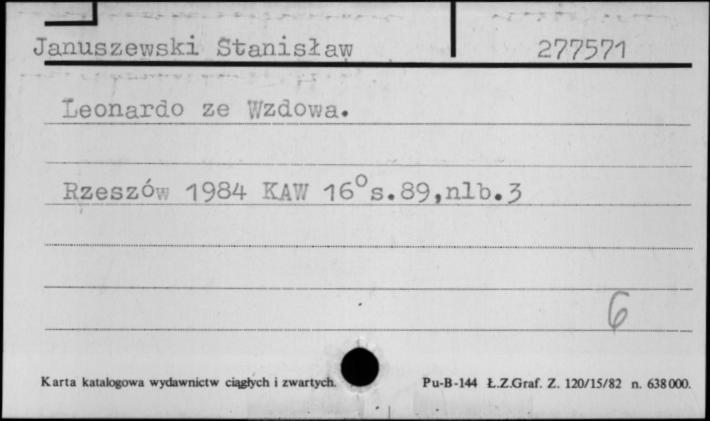 Januszewski Stanisław 277571
Leonardo ze Wzdowa.
Rzeszów 1984 KAW 16° s.89,nlb.3
6
Karta katalogowa wydawnictw ciągłych i zwartych. Pu-B-144 Ł.Z.Graf. Z. 120/15/82 n. 638000.